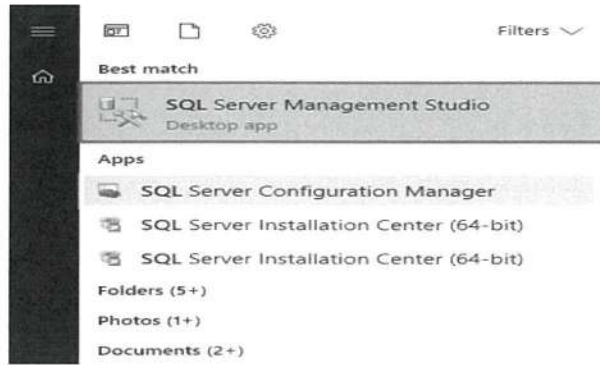 Filters
Best match
SQL Server Management Studio
Desktop app
Apps
SQL Server Configuration Manager
SQL Server Installation Center (64-bit)
SQL Server Installation Center (64-bit)
Folders (5+)
Photos (1+)
Documents (2+)